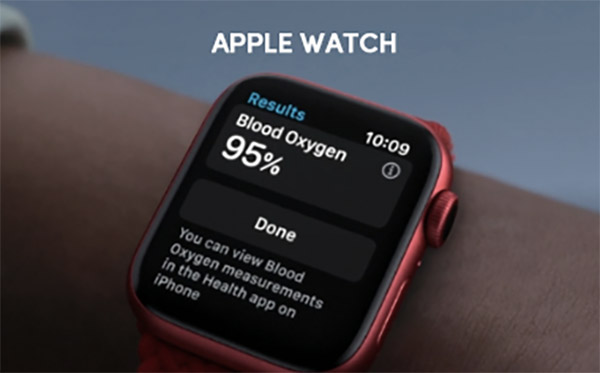 APPLE WATCH
Results
10:09
Blood Oxygen
95%
Done
You can view Blood
Oxygen measurements
in the Health app on
iPhone